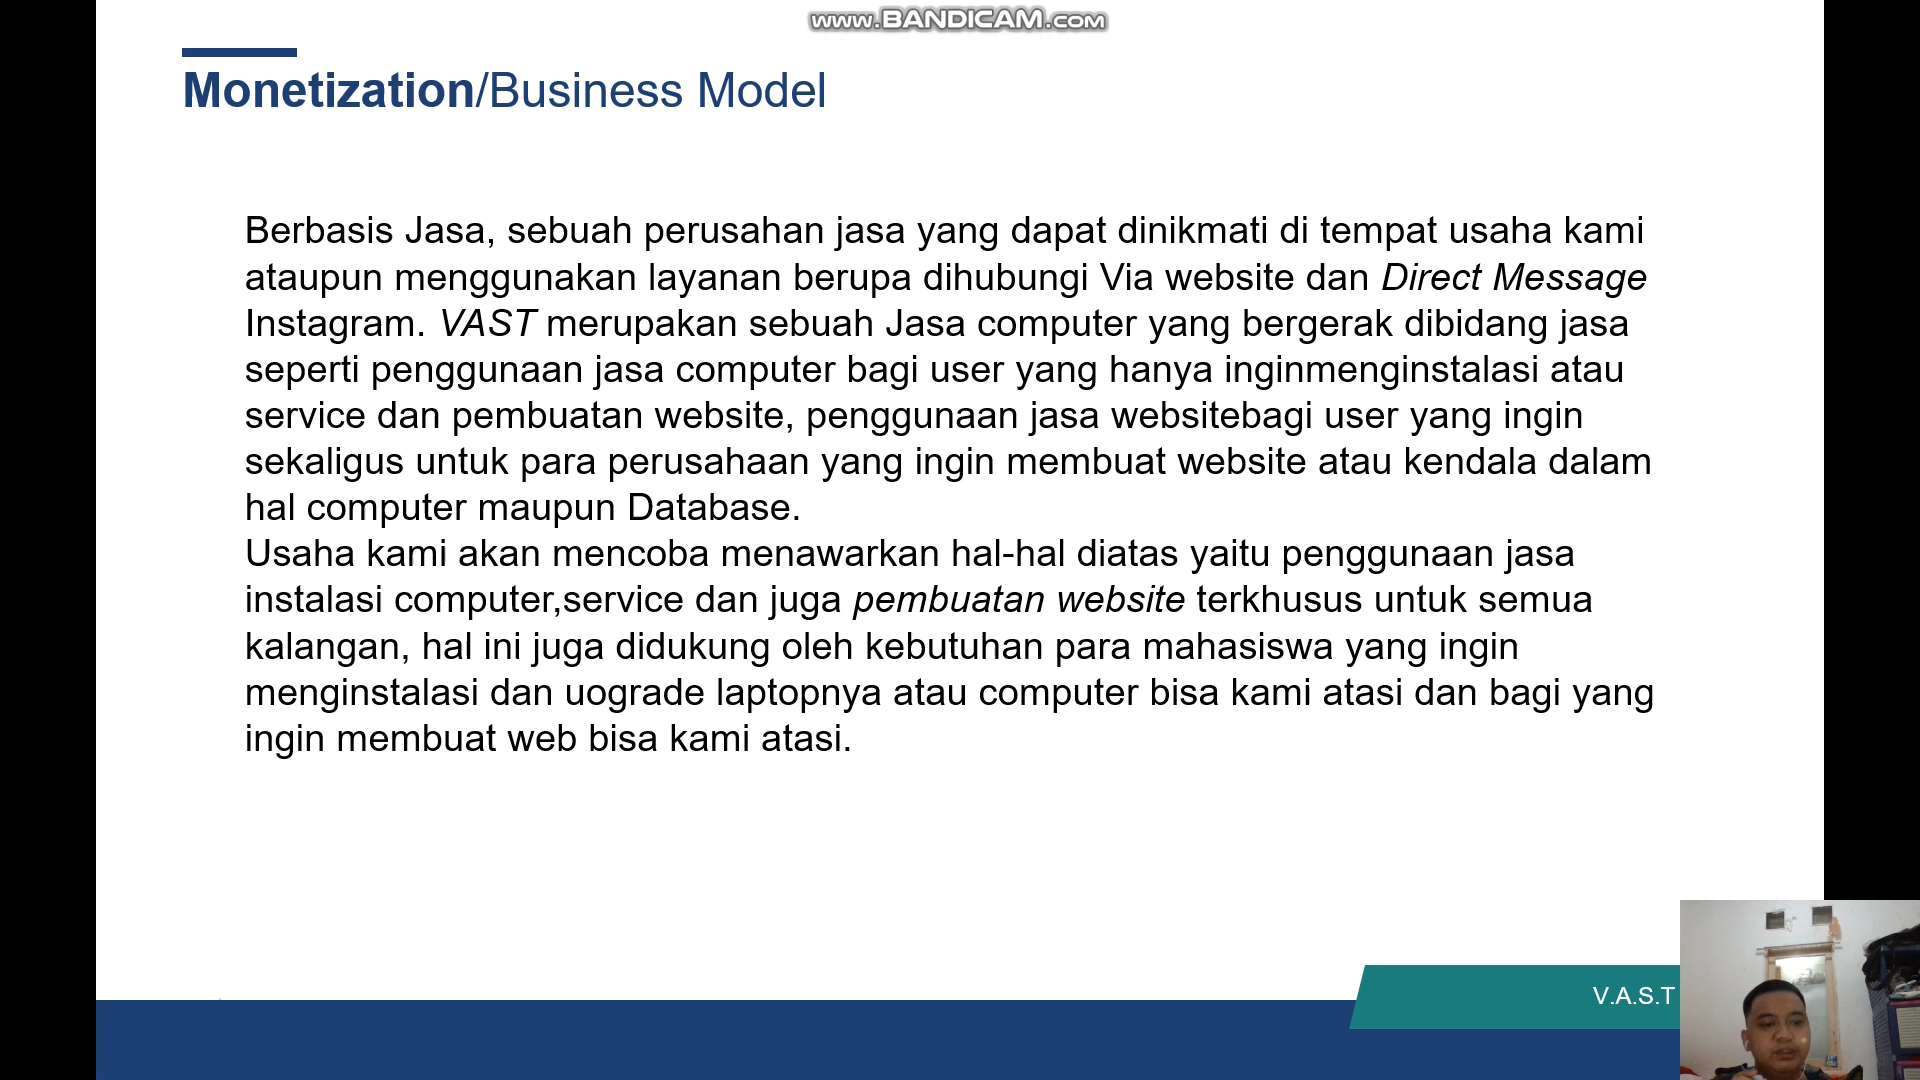 www.BANDICAM.com
Monetization/Business Model
Berbasis Jasa, sebuah perusahan jasa yang dapat dinikmati di tempat usaha kami
ataupun menggunakan layanan berupa dihubungi Via website dan Direct Message
Instagram. VAST merupakan sebuah Jasa computer yang bergerak dibidang jasa
seperti penggunaan jasa computer bagi user yang hanya inginmenginstalasi atau
service dan pembuatan website, penggunaan jasa websitebagi user yang ingin
sekaligus untuk para perusahaan yang ingin membuat website atau kendala dalam
hal computer maupun Database.
Usaha kami akan mencoba menawarkan hal-hal diatas yaitu penggunaan jasa
instalasi computer,service dan juga pembuatan website terkhusus untuk semua
kalangan, hal ini juga didukung oleh kebutuhan para mahasiswa yang ingin
menginstalasi dan uograde laptopnya atau computer bisa kami atasi dan bagi yang
ingin membuat web bisa kami atasi.
V.A.S.T